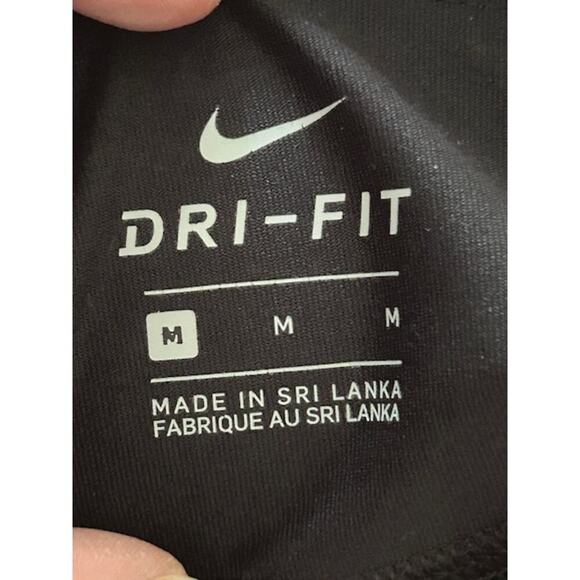 DRI-FIT
M M M
MADE IN SRI LANKA
FABRIQUE AU SRI LANKA